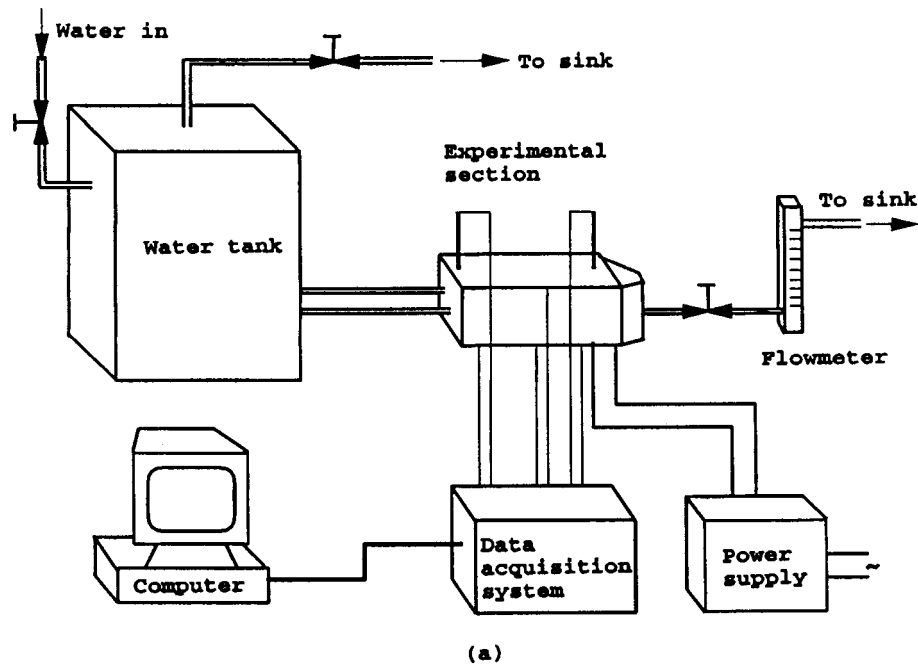 Water in
To sink
Experimental
section
To sink
Water tank
Flowmeter
Computer
Data
acquisition
system
Power
supply
~
(a)